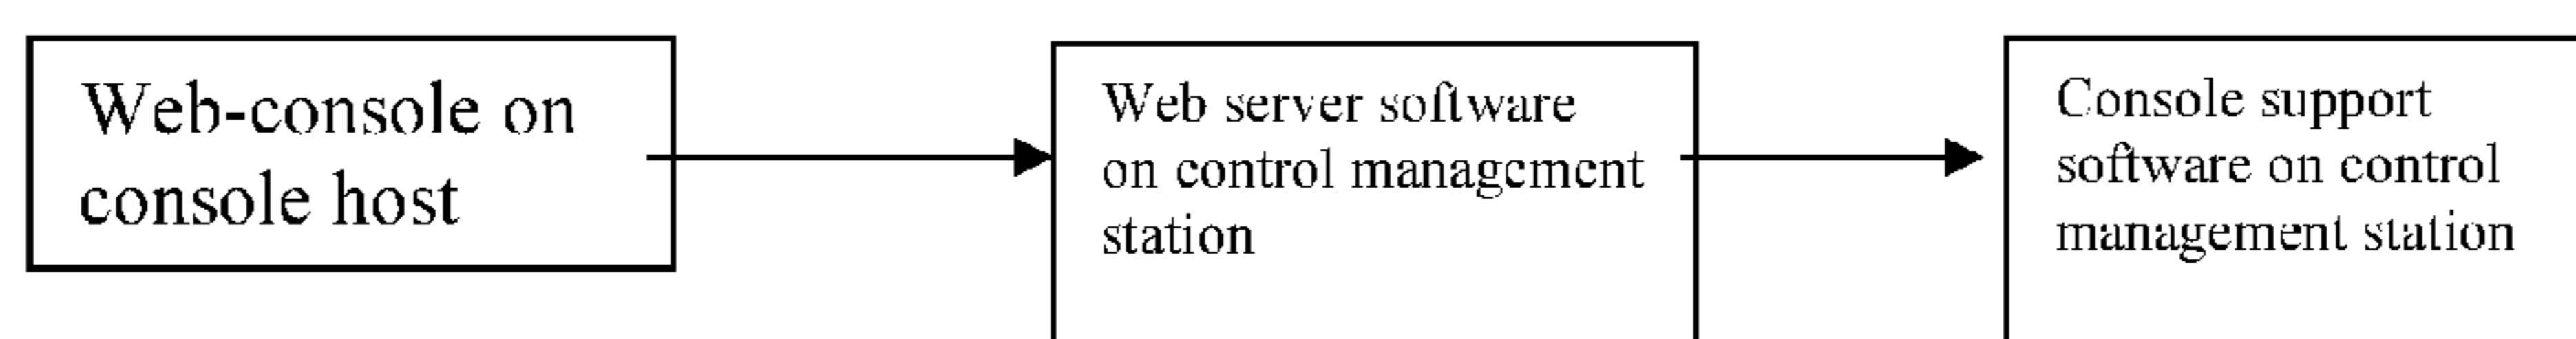 Web-console on
console host
Web server software
on control management
station
Console support
software on control
management station